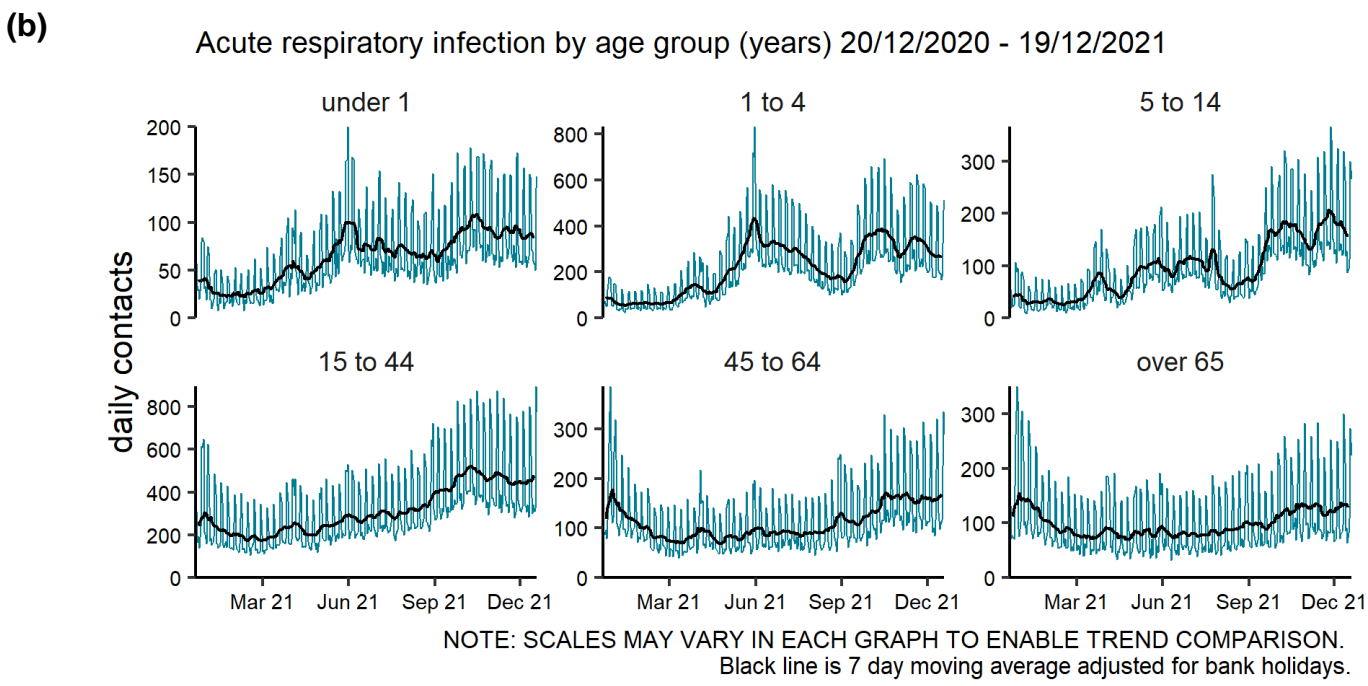 (b)
Acute respiratory infection by age group (years) 20/12/2020 - 19/12/2021
daily contacts
under 1
200
150
100
50
0
1 to 4
800
600
400
200
0
5 to 14
300
200
100
0
15 to 44
800
600
400
200
0
Mar 21 Jun 21 Sep 21 Dec 21
45 to 64
300
200
100
0
Mar 21 Jun 21 Sep 21 Dec 21
over 65
300
200
100
0
Mar 21 Jun 21 Sep 21 Dec 21
NOTE: SCALES MAY VARY IN EACH GRAPH TO ENABLE TREND COMPARISON.
Black line is 7 day moving average adjusted for bank holidays.